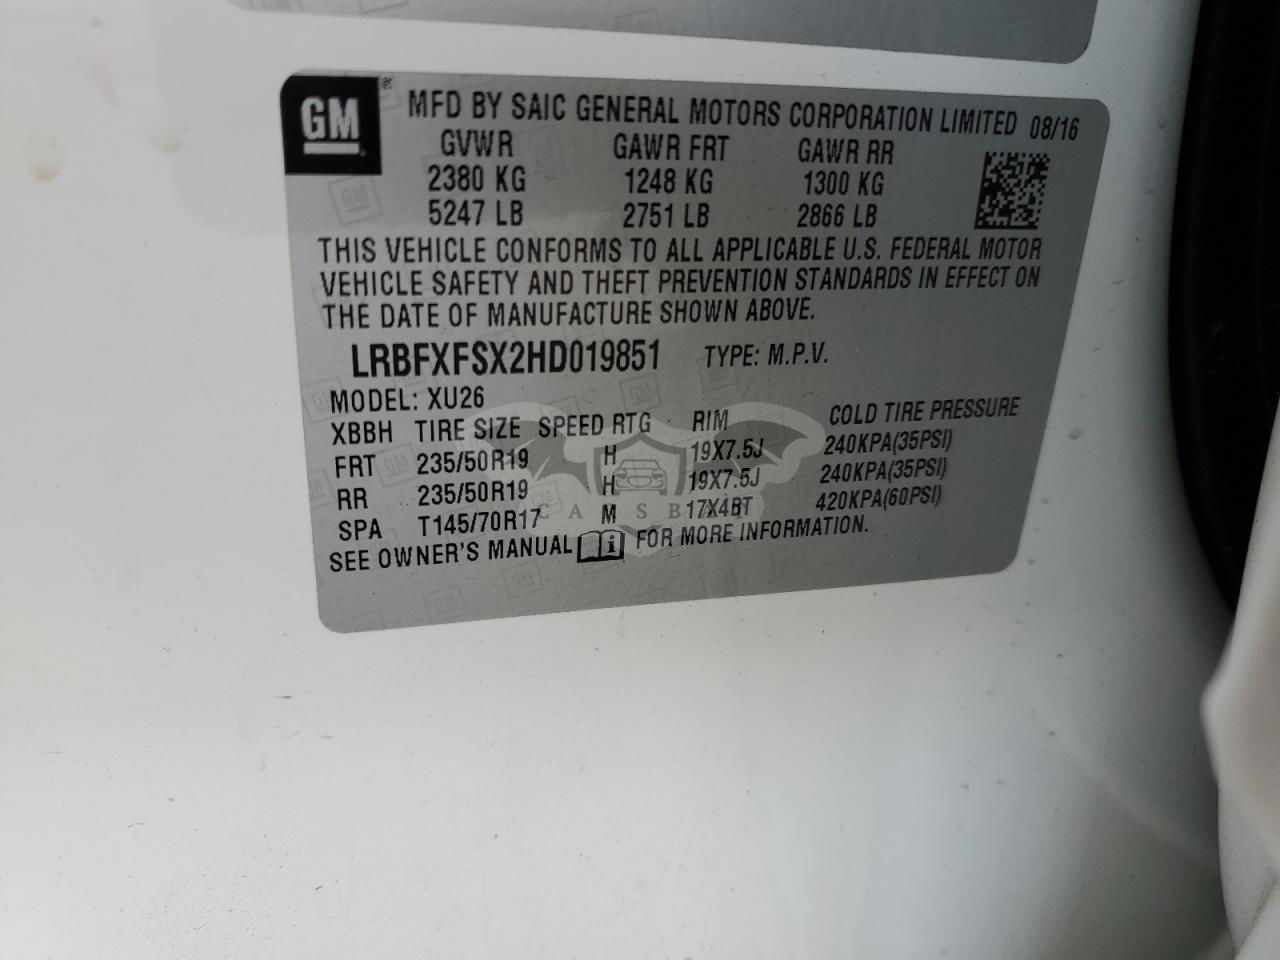 GM ® MFD BY SAIC GENERAL MOTORS CORPORATION LIMITED 08/16
GVWR GAWR FRT GAWR RR
2380 KG 1248 KG 1300 KG
5247 LB 2751 LB 2866 LB
THIS VEHICLE CONFORMS TO ALL APPLICABLE U.S. FEDERAL MOTOR
VEHICLE SAFETY AND THEFT PREVENTION STANDARDS IN EFFECT ON
THE DATE OF MANUFACTURE SHOWN ABOVE.
LRBFXFSX2HD019851 TYPE: M.P.V.
MODEL: XU26
XBBH TIRE SIZE SPEED RTG RIM COLD TIRE PRESSURE
FRT 235/50R19 H 19X7.5J 240KPA(35PSI)
RR 235/50R19 H 19X7.5J 240KPA(35PSI)
SPA T145/70R17 M 17X4BT 420KPA(60PSI)
SEE OWNER'S MANUAL i FOR MORE INFORMATION.